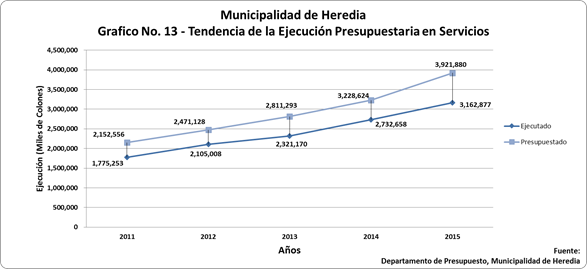 Municipalidad de Heredia
Grafico No. 13 - Tendencia de la Ejecución Presupuestaria en Servicios
4,500,000
4,000,000
3,500,000
3,000,000
2,500,000
2,000,000
1,500,000
1,000,000
500,000
0
Ejecución (Miles de Colones)
2,152,556
2,471,128
2,811,293
3,228,624
3,921,880
1,775,253
2,105,008
2,321,170
2,732,658
3,162,877
Ejecutado
Presupuestado
2011 2012 2013 2014 2015
Años
Fuente:
Departamento de Presupuesto, Municipalidad de Heredia